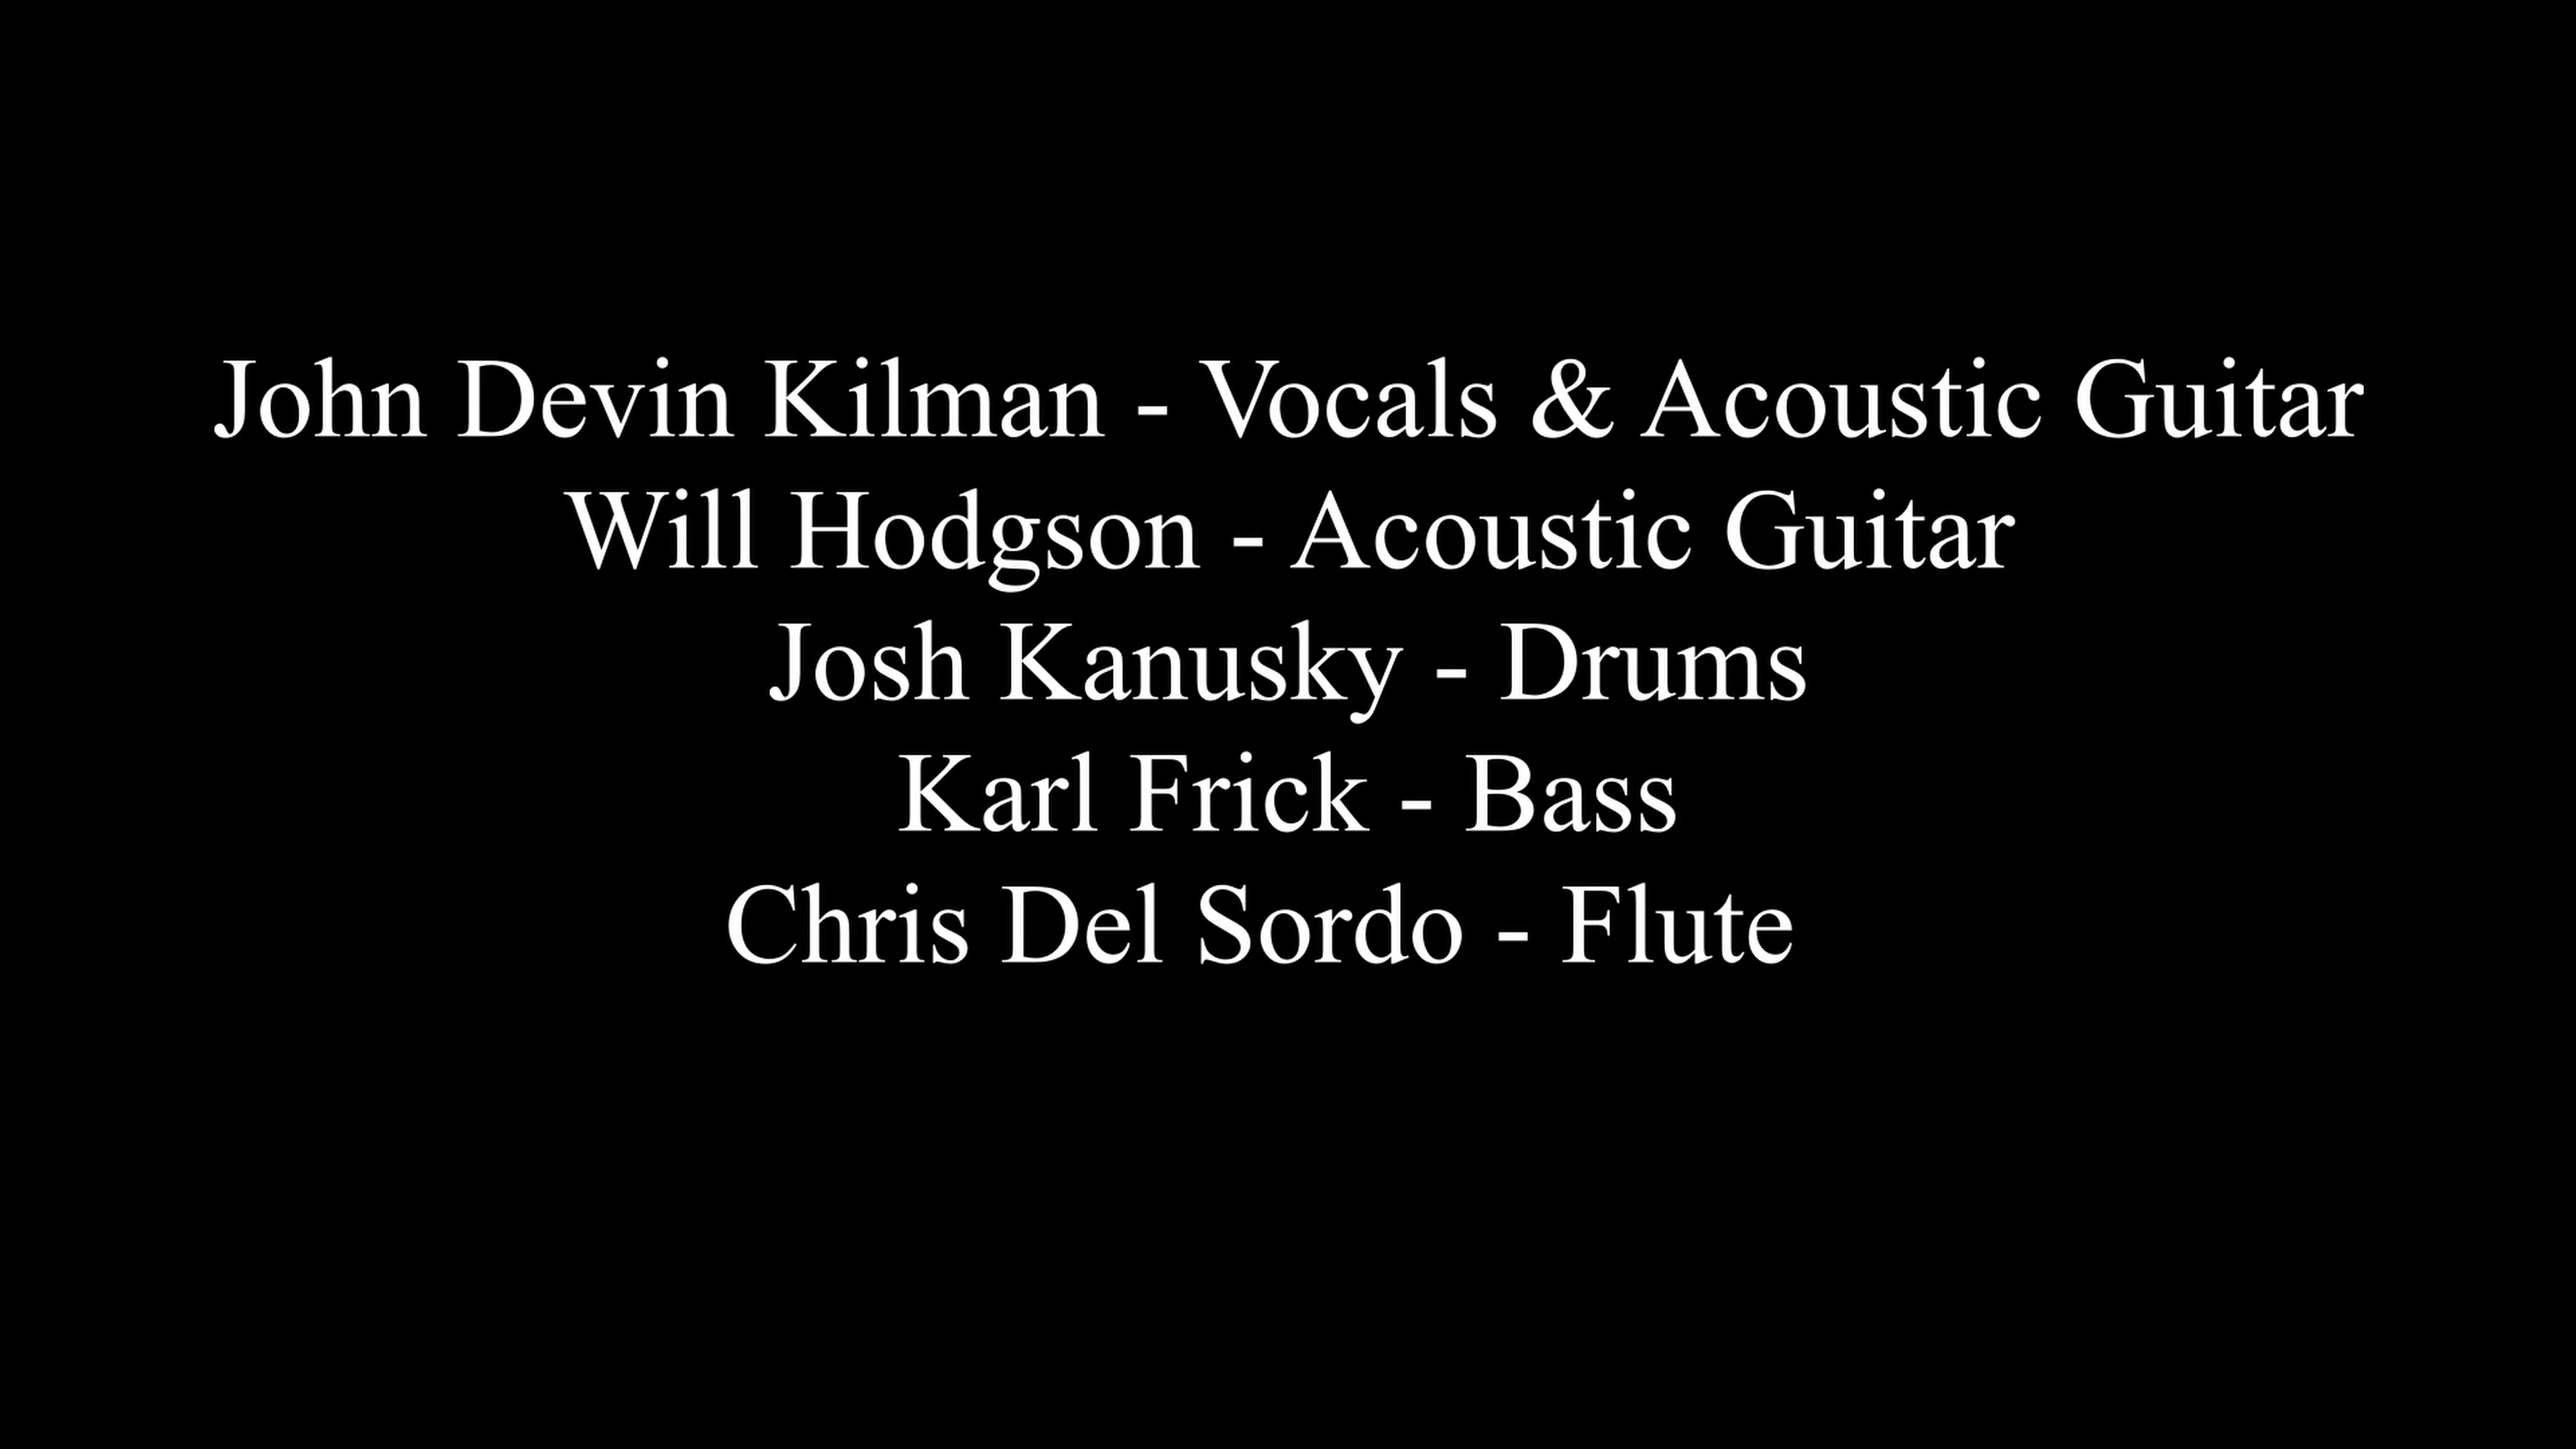 John Devin Kilman - Vocals & Acoustic Guitar
Will Hodgson - Acoustic Guitar
Josh Kanusky - Drums
Karl Frick - Bass
Chris Del Sordo - Flute